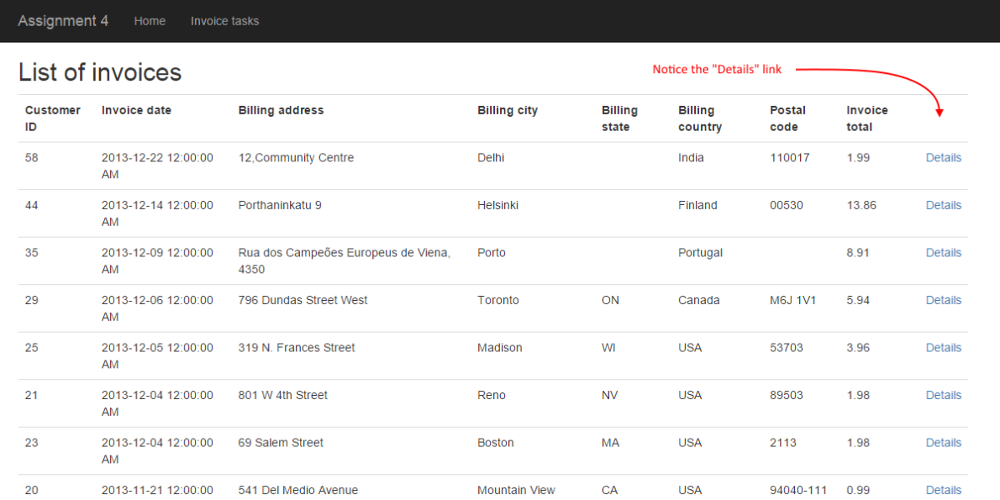 Assignment 4 Home Invoice tasks
List of invoices
Notice the "Details" link
Customer ID Invoice date Billing address Billing city Billing state Billing country Postal code Invoice total
58 2013-12-22 12:00:00 AM 12,Community Centre Delhi India 110017 1.99 Details
44 2013-12-14 12:00:00 AM Porthaninkatu 9 Helsinki Finland 00530 13.86 Details
35 2013-12-09 12:00:00 AM Rua dos Campeões Europeus de Viena, 4350 Porto Portugal 8.91 Details
29 2013-12-06 12:00:00 AM 796 Dundas Street West Toronto ON Canada M6J 1V1 5.94 Details
25 2013-12-05 12:00:00 AM 319 N. Frances Street Madison WI USA 53703 3.96 Details
21 2013-12-04 12:00:00 AM 801 W 4th Street Reno NV USA 89503 1.98 Details
23 2013-12-04 12:00:00 AM 69 Salem Street Boston MA USA 2113 1.98 Details
20 2013-11-21 12:00:00 541 Del Medio Avenue Mountain View CA USA 94040-111 0.99 Details